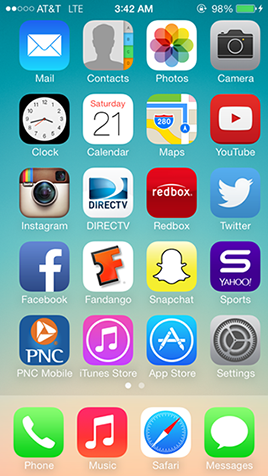 AT&T LTE 3:42 AM 98%
Mail Contacts Photos Camera
Saturday
21
280
Clock Calendar Maps YouTube
DIRECTV redbox.
Instagram DIRECTV Redbox Twitter
YAHOO!
Facebook Fandango Snapchat Sports
PNC
PNC Mobile iTunes Store App Store Settings
Phone Music Safari Messages